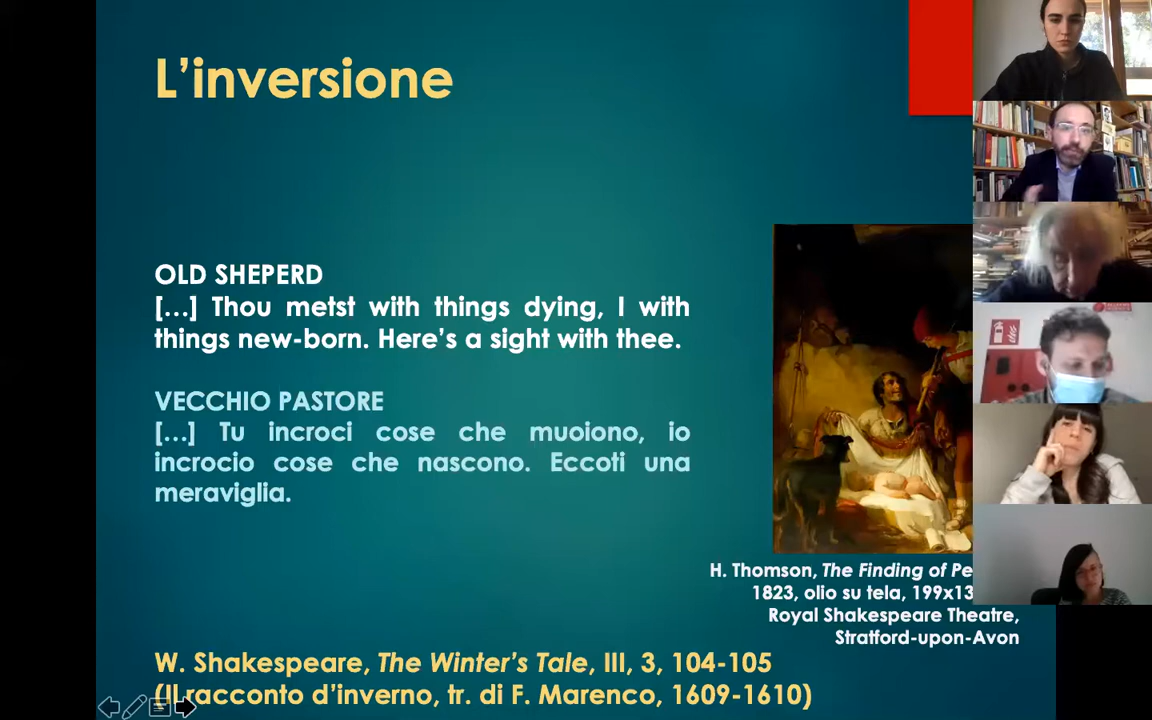 L'inversione
OLD SHEPERD
[...] Thou metst with things dying, I with
things new-born. Here's a sight with thee.
VECCHIO PASTORE
[...] Tu incroci cose che muoiono, io
incrocio cose che nascono. Eccoti una
meraviglia.
H. Thomson, The Finding of Pe
1823, olio su tela, 199x13
Royal Shakespeare Theatre,
Stratford-upon-Avon
W. Shakespeare, The Winter's Tale, III, 3, 104-105
(Il racconto d'inverno, tr. di F. Marenco, 1609-1610)